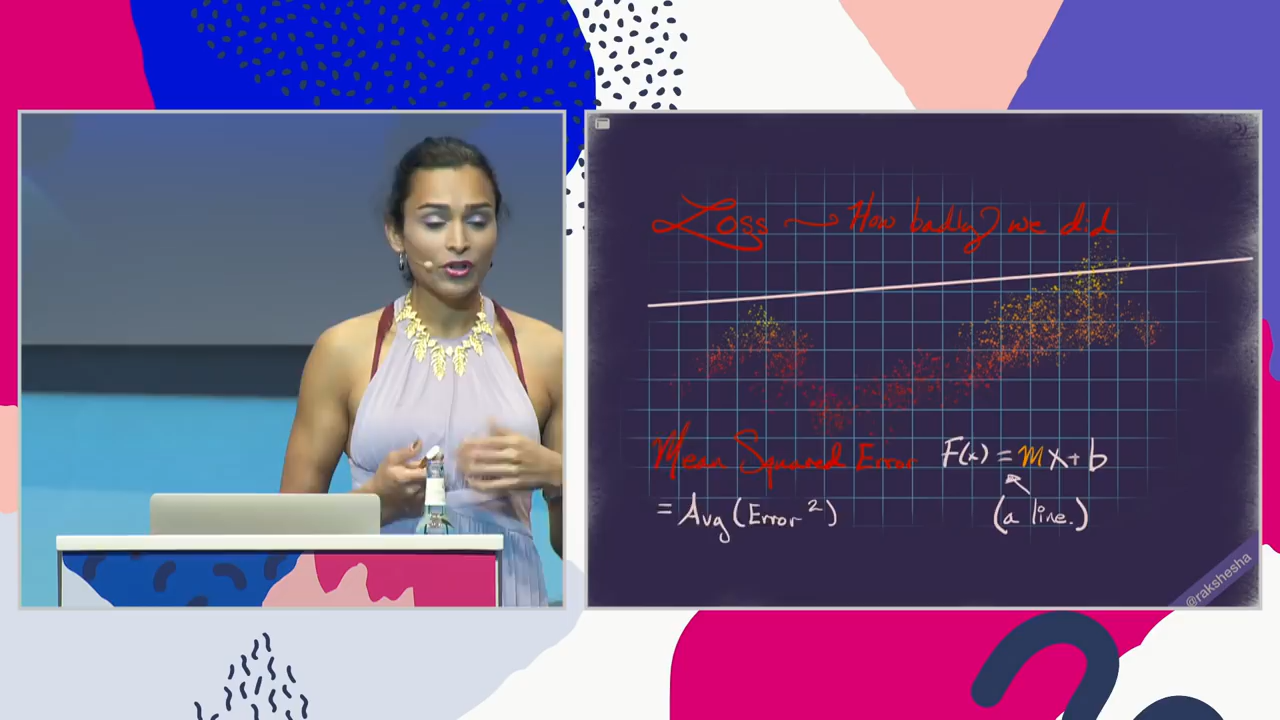 Loss → How badly we did
Mean Squared Error
= Avg (Error²)
F(x) = mx + b
(a line.)
@rakshesha